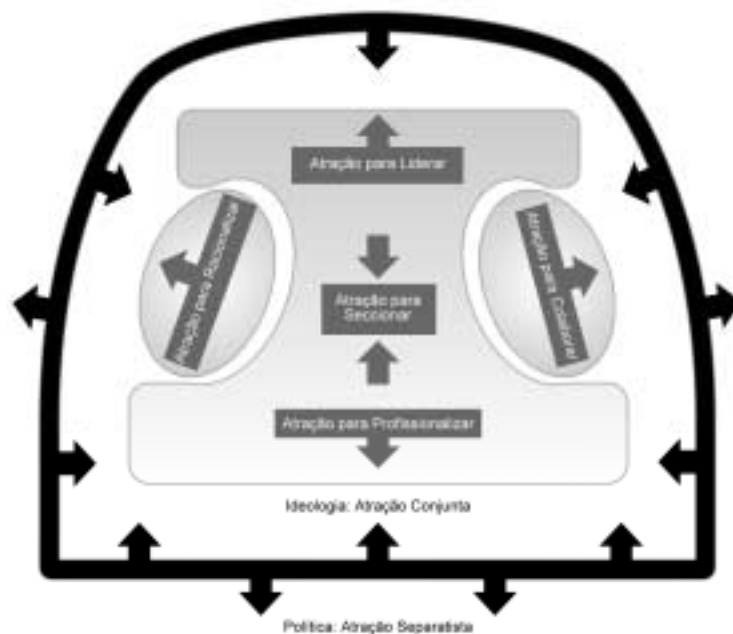 Atração para Liderar
Atração para Racionalizar
Atração para
Seccionar
Atração para Colaborar
Atração para Profissionalizar
Ideologia: Atração Conjunta
Política: Atração Separatista